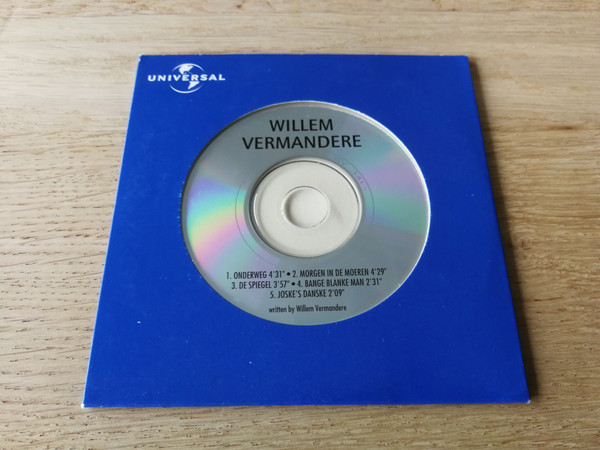 UNIVERSAL
WILLEM
VERMANDERE
1. ONDERWEG 4'31" • 2. MORGEN IN DE MOEREN 4'29"
3. DE SPIEGEL 3'57" • 4. BANGE BLANKE MAN 2'31"
5. JOSKE'S DANSKE 2'09"
written by Willem Vermandere